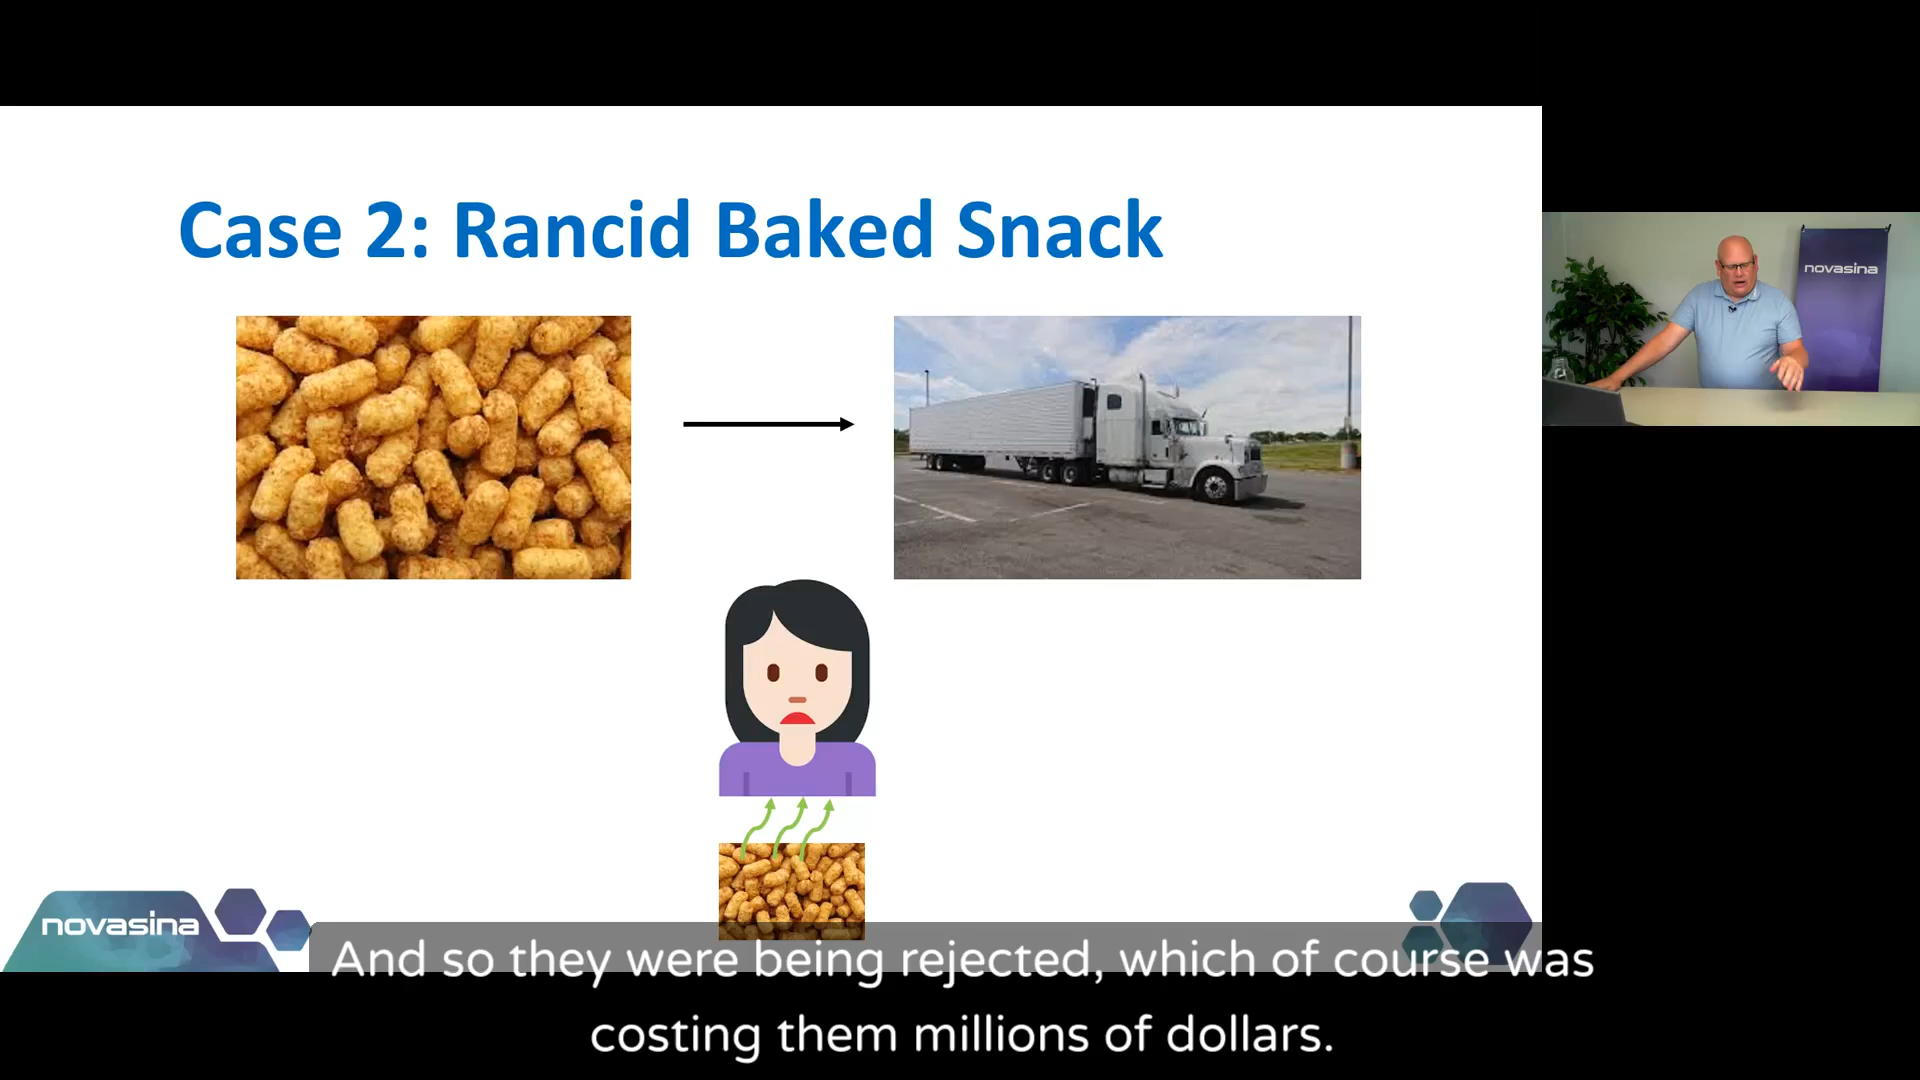 Case 2: Rancid Baked Snack
novasina
novasina
And so they were being rejected, which of course was
costing them millions of dollars.